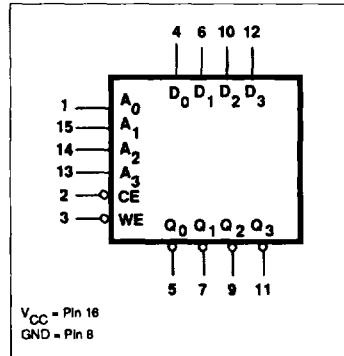 4 6 10 12
D0 D1 D2 D3
1 A0
15 A1
14 A2
13 A3
2 CE
3 WE
Q0 Q1 Q2 Q3
5 7 9 11
VCC = Pin 16
GND = Pin 8